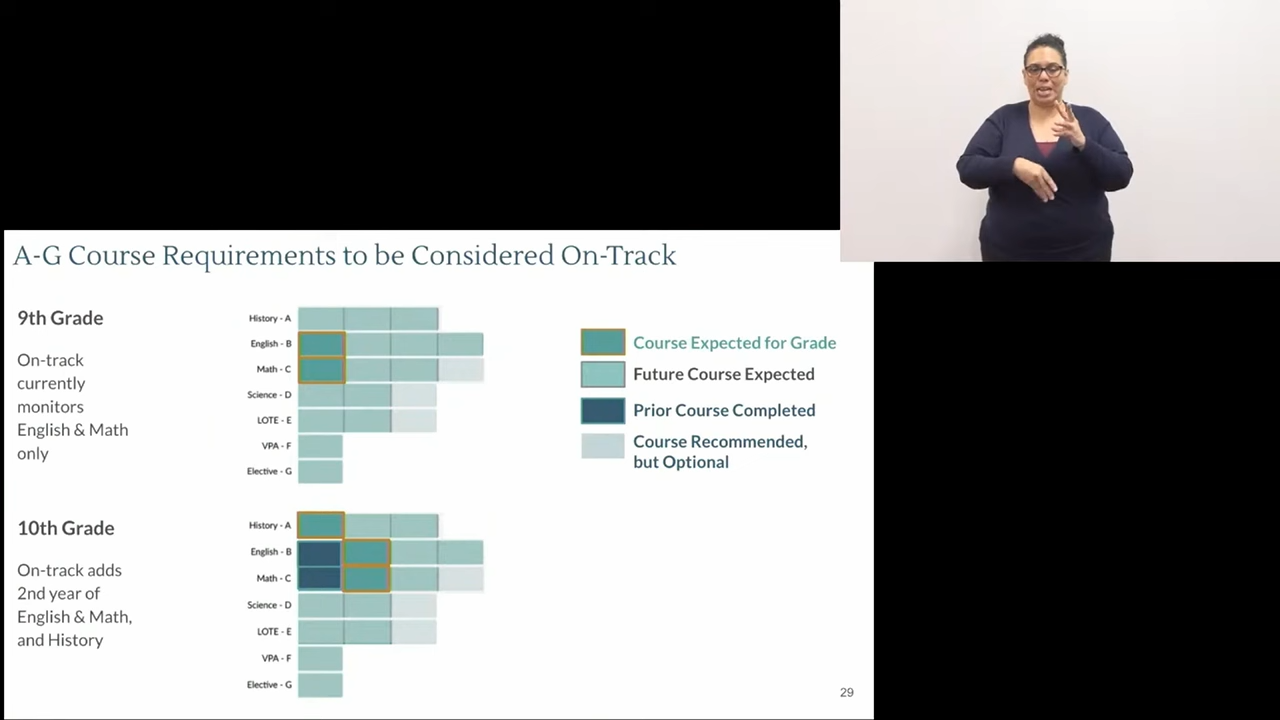 A-G Course Requirements to be Considered On-Track
9th Grade
On-track
currently
monitors
English & Math
only
History - A
English - B
Math - C
Science - D
LOTE - E
VPA - F
Elective - G
Course Expected for Grade
Future Course Expected
Prior Course Completed
Course Recommended,
but Optional
10th Grade
On-track adds
2nd year of
English & Math,
and History
History - A
English - B
Math - C
Science - D
LOTE - E
VPA - F
Elective - G
29